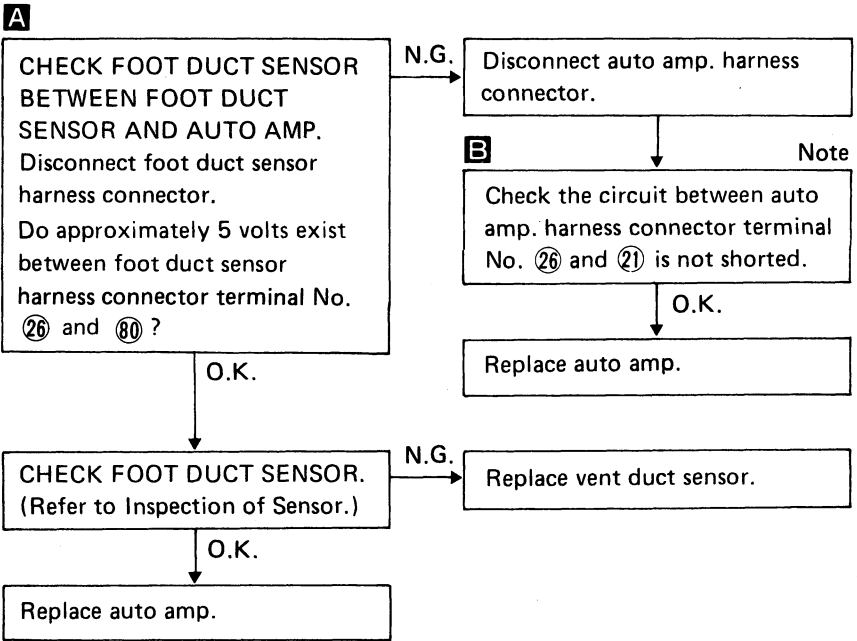 A
CHECK FOOT DUCT SENSOR
BETWEEN FOOT DUCT
SENSOR AND AUTO AMP.
Disconnect foot duct sensor
harness connector.
Do approximately 5 volts exist
between foot duct sensor
harness connector terminal No.
㉖ and 80 ?
N.G.
Disconnect auto amp. harness
connector.
B
Note
Check the circuit between auto
amp. harness connector terminal
No. ㉖ and ㉑ is not shorted.
O.K.
Replace auto amp.
O.K.
CHECK FOOT DUCT SENSOR.
(Refer to Inspection of Sensor.)
N.G.
Replace vent duct sensor.
O.K.
Replace auto amp.